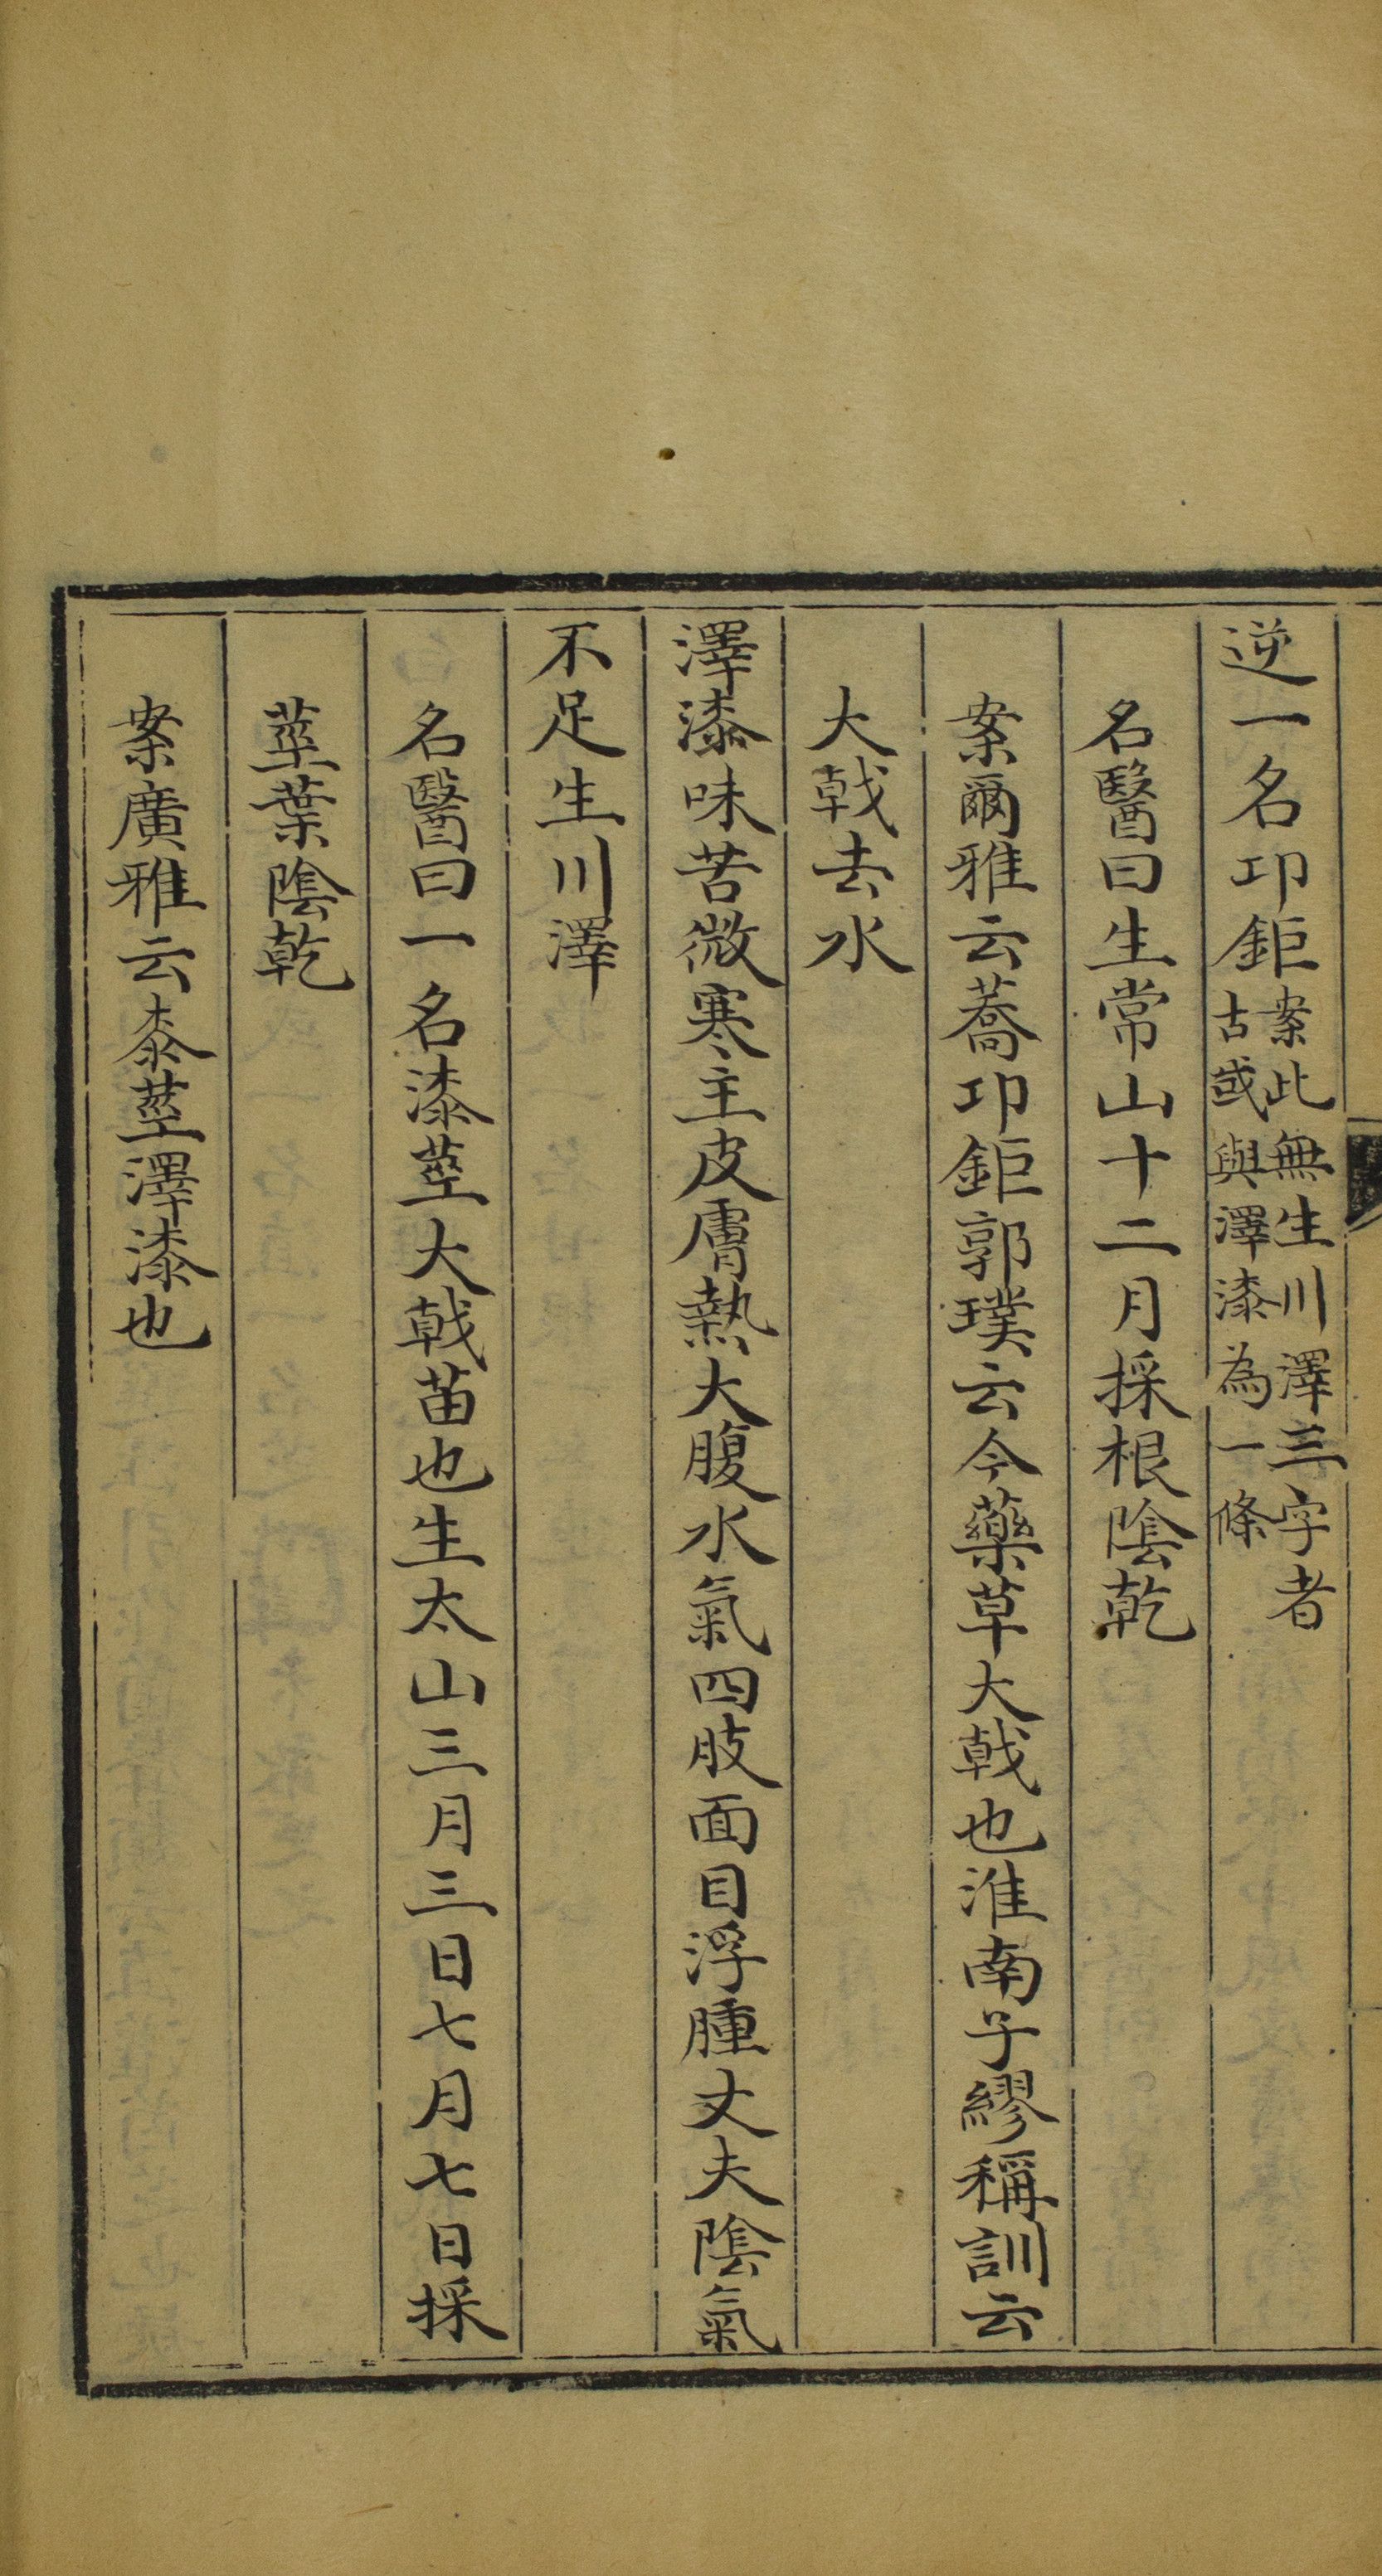 逆一名卬鉅案此無生川澤三字者
古或與澤漆為一條
名醫曰生常山十二月採根陰乾
案爾雅云蕎卬鉅郭璞云今藥草大戟也淮南子繆稱訓云
大戟去水
澤漆味苦微寒主皮膚熱大腹水氣四肢面目浮腫丈夫陰氣
不足生川澤
名醫曰一名漆莖大戟苗也生太山三月三日七月七日採
莖葉陰乾
案廣雅云桼莖澤漆也